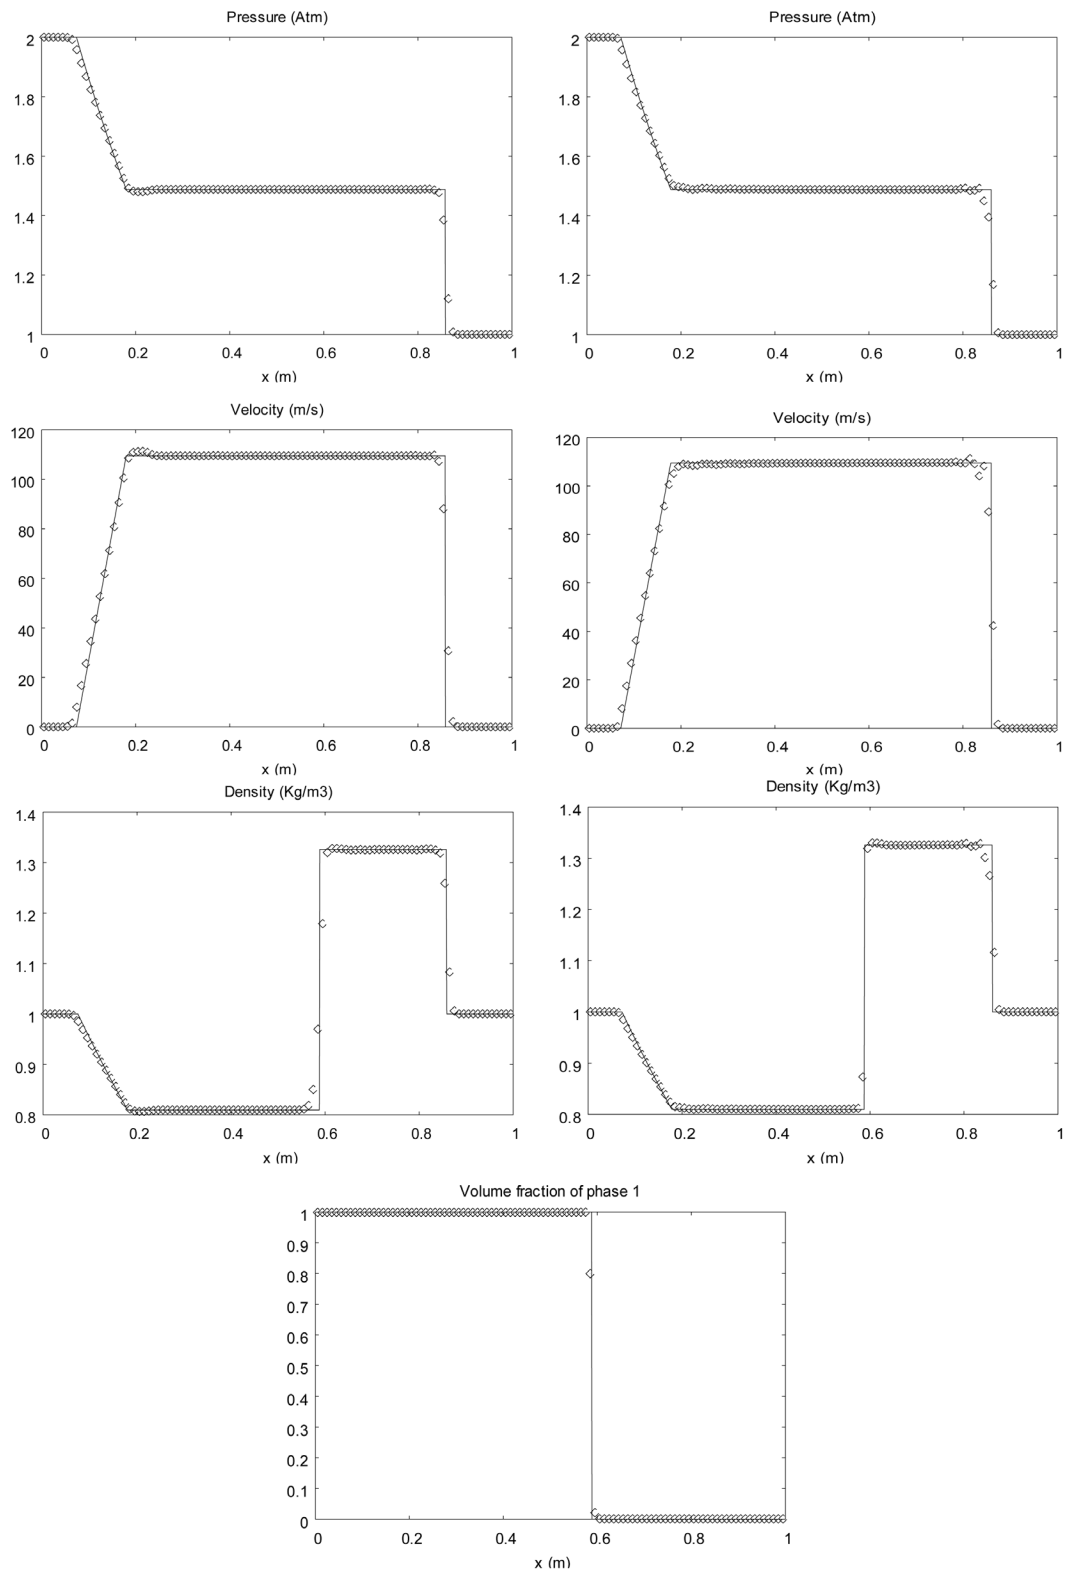 Pressure (Atm)
2
1.8
1.6
1.4
1.2
1
0 0.2 0.4 0.6 0.8 1
x (m)
Pressure (Atm)
2
1.8
1.6
1.4
1.2
1
0 0.2 0.4 0.6 0.8 1
x (m)
Velocity (m/s)
120
100
80
60
40
20
0
0 0.2 0.4 0.6 0.8 1
x (m)
Velocity (m/s)
120
100
80
60
40
20
0
0 0.2 0.4 0.6 0.8 1
x (m)
Density (Kg/m3)
1.4
1.3
1.2
1.1
1
0.9
0.8
0 0.2 0.4 0.6 0.8 1
x (m)
Density (Kg/m3)
1.4
1.3
1.2
1.1
1
0.9
0.8
0 0.2 0.4 0.6 0.8 1
x (m)
Volume fraction of phase 1
1
0.9
0.8
0.7
0.6
0.5
0.4
0.3
0.2
0.1
0
0 0.2 0.4 0.6 0.8 1
x (m)